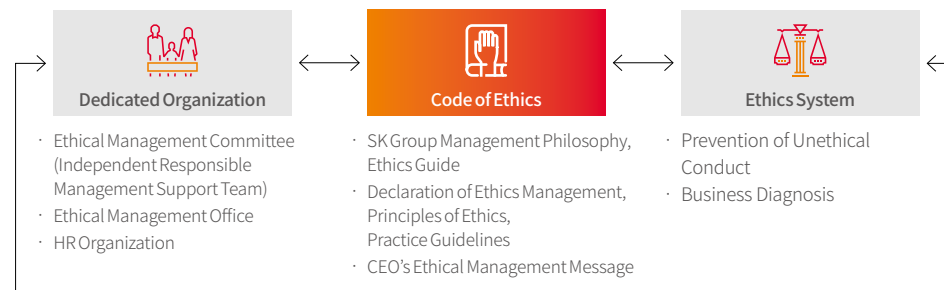 Dedicated Organization
· Ethical Management Committee
(Independent Responsible
Management Support Team)
· Ethical Management Office
· HR Organization
Code of Ethics
· SK Group Management Philosophy,
Ethics Guide
· Declaration of Ethics Management,
Principles of Ethics,
Practice Guidelines
· CEO’s Ethical Management Message
Ethics System
· Prevention of Unethical
Conduct
· Business Diagnosis